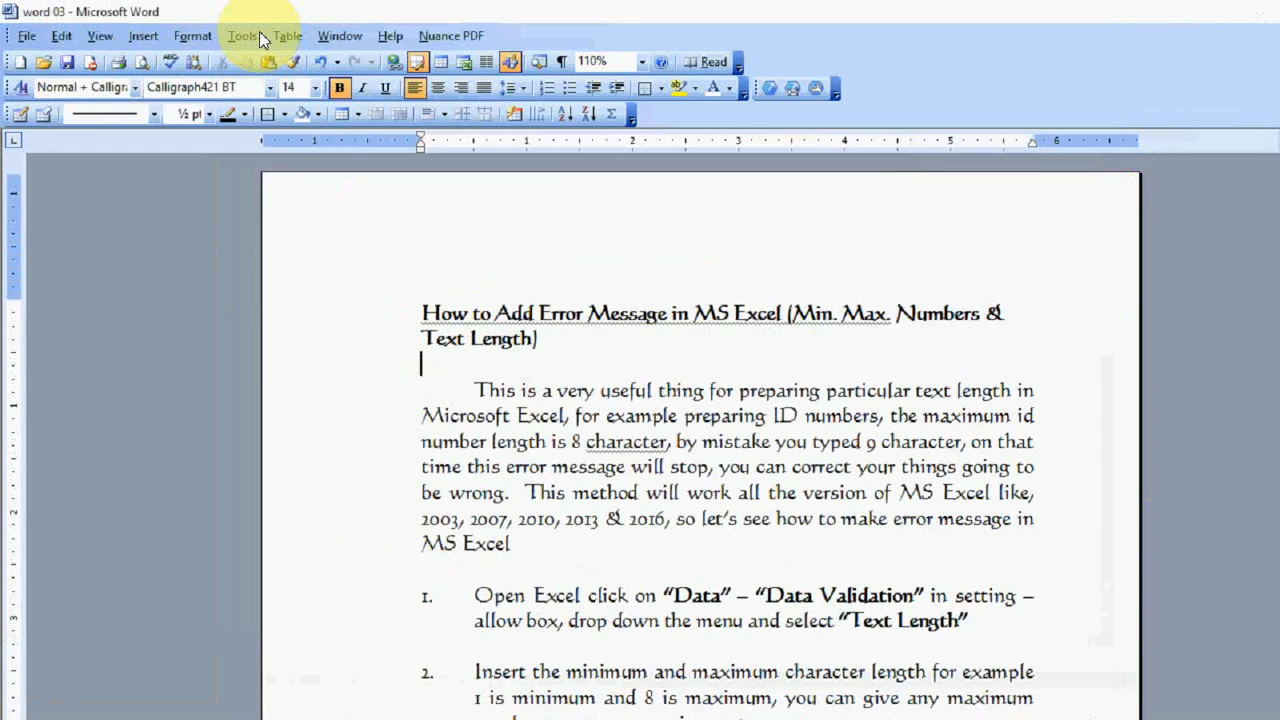 word 03 - Microsoft Word
File Edit View Insert Format Tools Table Window Help Nuance PDF
110% Read
Normal + Calligra Calligraph421 BT 14 B I U
½ pt
1 1 2 3 4 5 6
How to Add Error Message in MS Excel (Min. Max. Numbers &
Text Length)
This is a very useful thing for preparing particular text length in
Microsoft Excel, for example preparing ID numbers, the maximum id
number length is 8 character, by mistake you typed 9 character, on that
time this error message will stop, you can correct your things going to
be wrong. This method will work all the version of MS Excel like,
2003, 2007, 2010, 2013 & 2016, so let's see how to make error message in
MS Excel
1. Open Excel click on "Data" – "Data Validation" in setting –
allow box, drop down the menu and select "Text Length"
2. Insert the minimum and maximum character length for example
1 is minimum and 8 is maximum, you can give any maximum